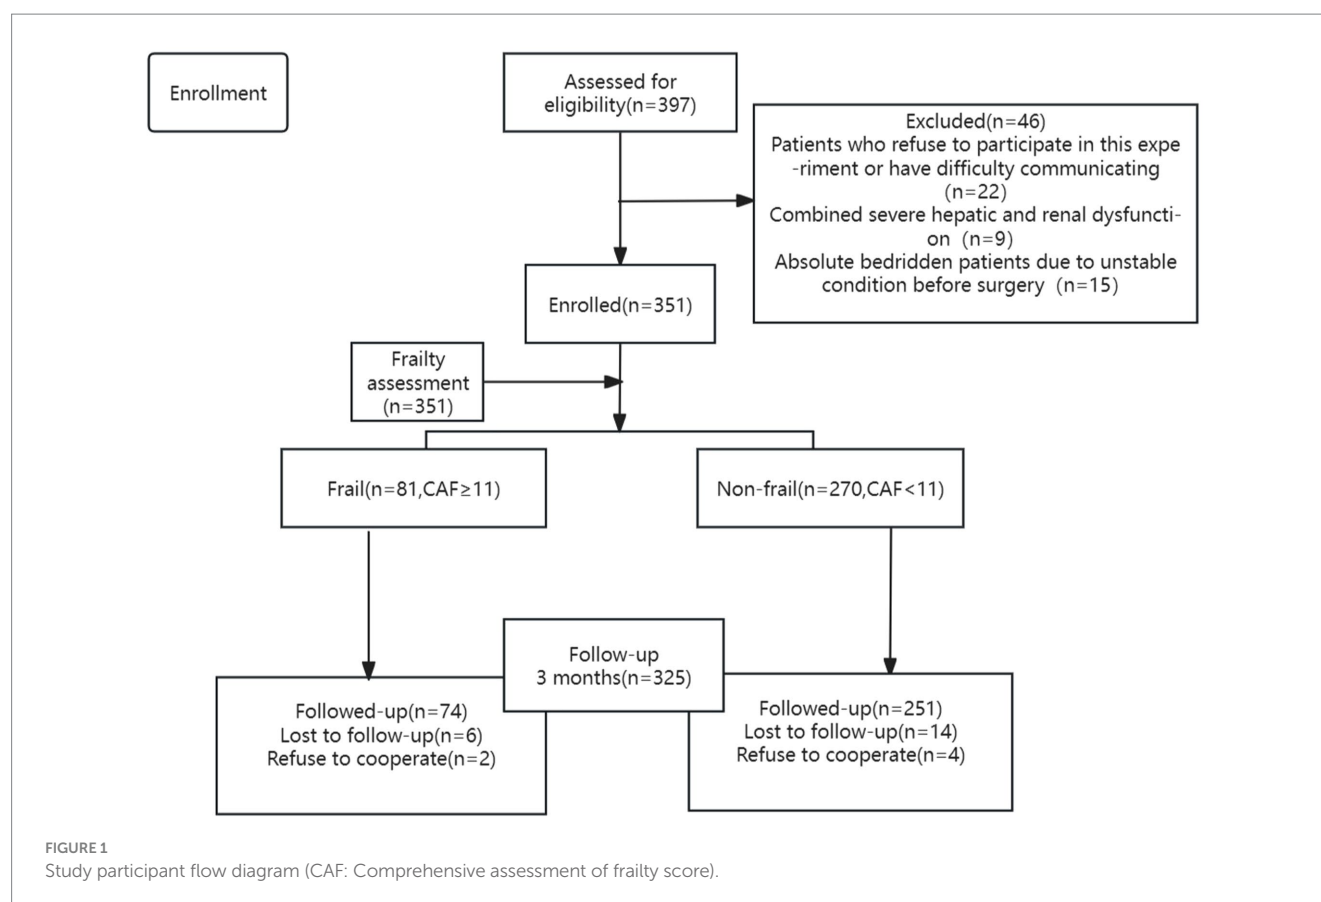 Enrollment
Assessed for
eligibility(n=397)
Excluded(n=46)
Patients who refuse to participate in this expe
-riment or have difficulty communicating
(n=22)
Combined severe hepatic and renal dysfuncti-
on (n=9)
Absolute bedridden patients due to unstable
condition before surgery (n=15)
Enrolled(n=351)
Frailty
assessment
(n=351)
Frail(n=81,CAF≥11)
Non-frail(n=270,CAF<11)
Follow-up
3 months(n=325)
Followed-up(n=74)
Lost to follow-up(n=6)
Refuse to cooperate(n=2)
Followed-up(n=251)
Lost to follow-up(n=14)
Refuse to cooperate(n=4)
FIGURE 1
Study participant flow diagram (CAF: Comprehensive assessment of frailty score).